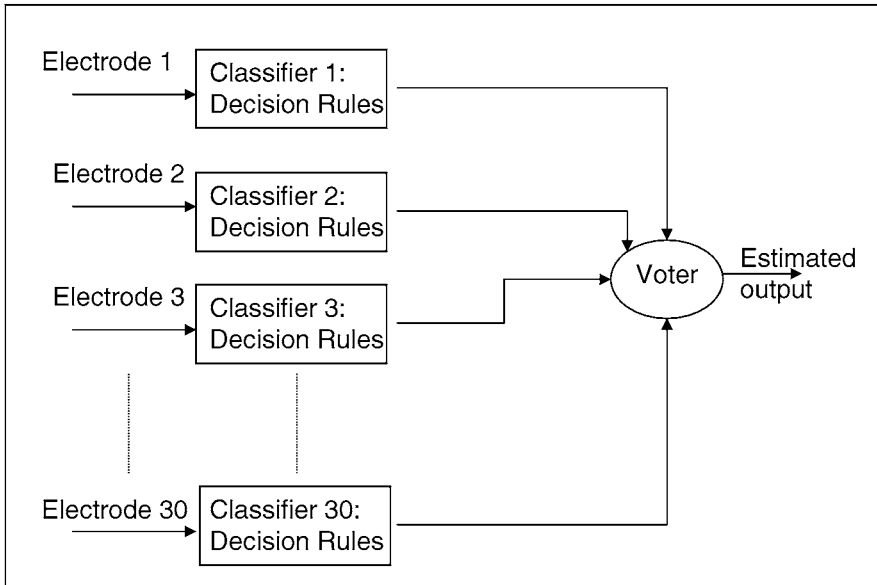 Electrode 1
Classifier 1:
Decision Rules
Electrode 2
Classifier 2:
Decision Rules
Electrode 3
Classifier 3:
Decision Rules
Voter
Estimated
output
Electrode 30
Classifier 30:
Decision Rules